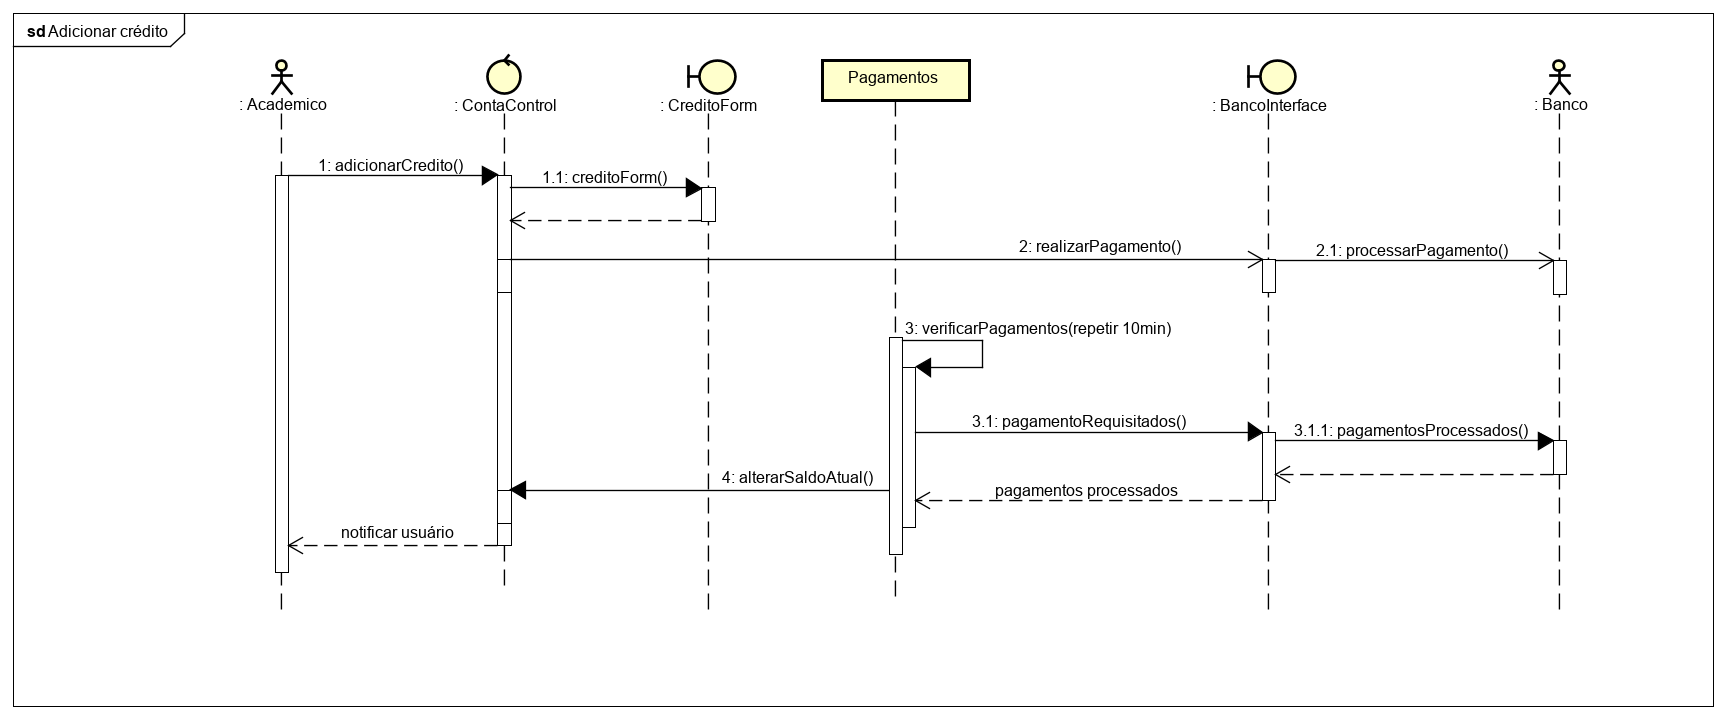 sd Adicionar crédito
: Academico
: ContaControl
: CreditoForm
Pagamentos
: BancoInterface
: Banco
1: adicionarCredito()
1.1: creditoForm()
2: realizarPagamento()
2.1: processarPagamento()
3: verificarPagamentos(repetir 10min)
3.1: pagamentoRequisitados()
3.1.1: pagamentosProcessados()
4: alterarSaldoAtual()
pagamentos processados
notificar usuário